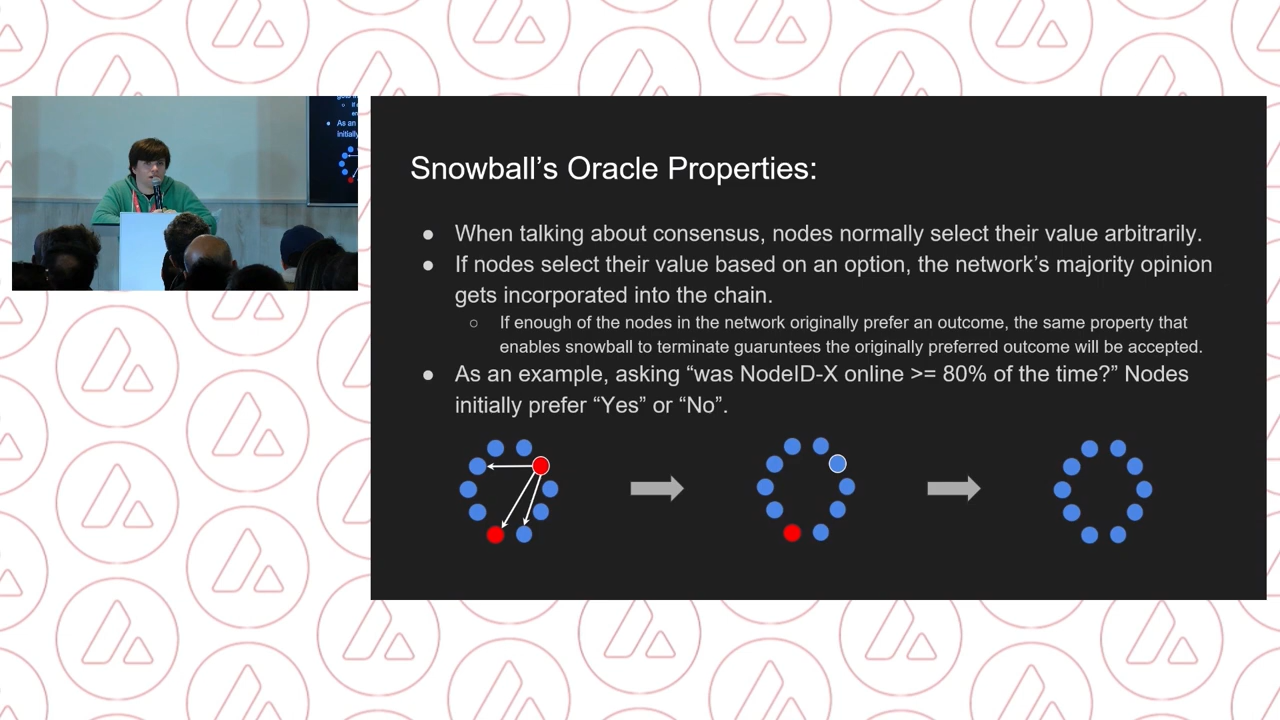 Snowball's Oracle Properties:
● When talking about consensus, nodes normally select their value arbitrarily.
● If nodes select their value based on an option, the network's majority opinion
gets incorporated into the chain.
○ If enough of the nodes in the network originally prefer an outcome, the same property that
enables snowball to terminate guaruntees the originally preferred outcome will be accepted.
● As an example, asking “was NodeID-X online >= 80% of the time?” Nodes
initially prefer “Yes” or “No”.